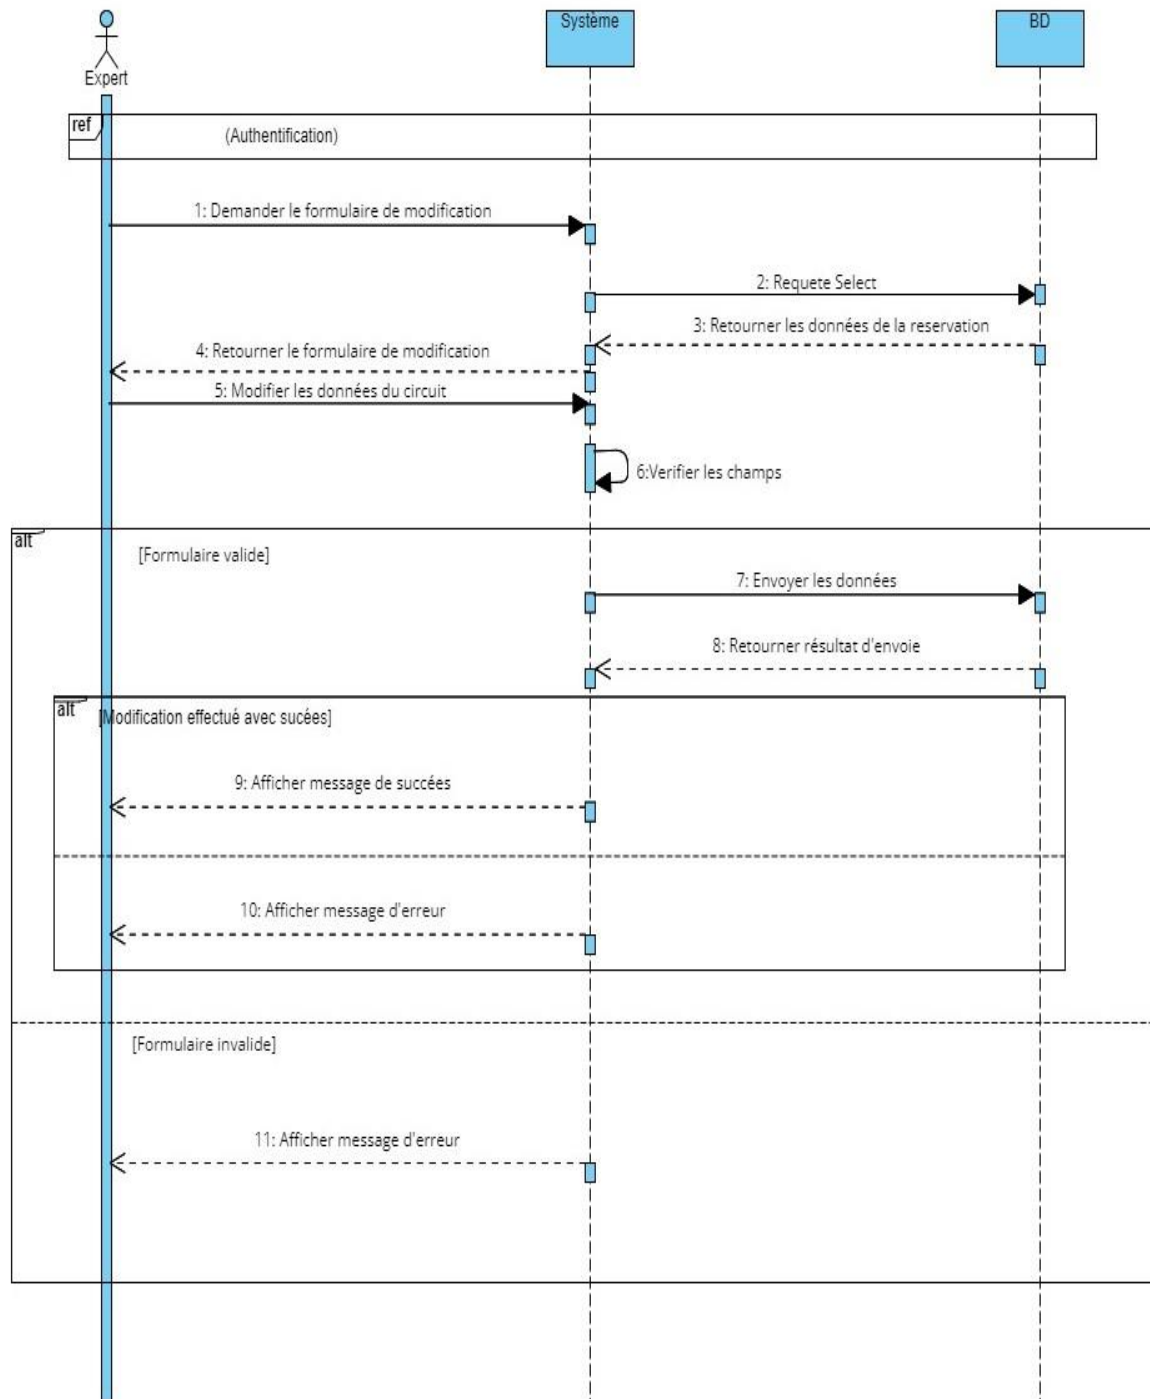 Système
BD
Expert
ref
(Authentification)
1: Demander le formulaire de modification
2: Requete Select
3: Retourner les données de la reservation
4: Retourner le formulaire de modification
5: Modifier les données du circuit
6:Verifier les champs
alt
[Formulaire valide]
7: Envoyer les données
8: Retourner résultat d'envoie
alt
[Modification effectué avec sucées]
9: Afficher message de succées
10: Afficher message d'erreur
[Formulaire invalide]
11: Afficher message d'erreur